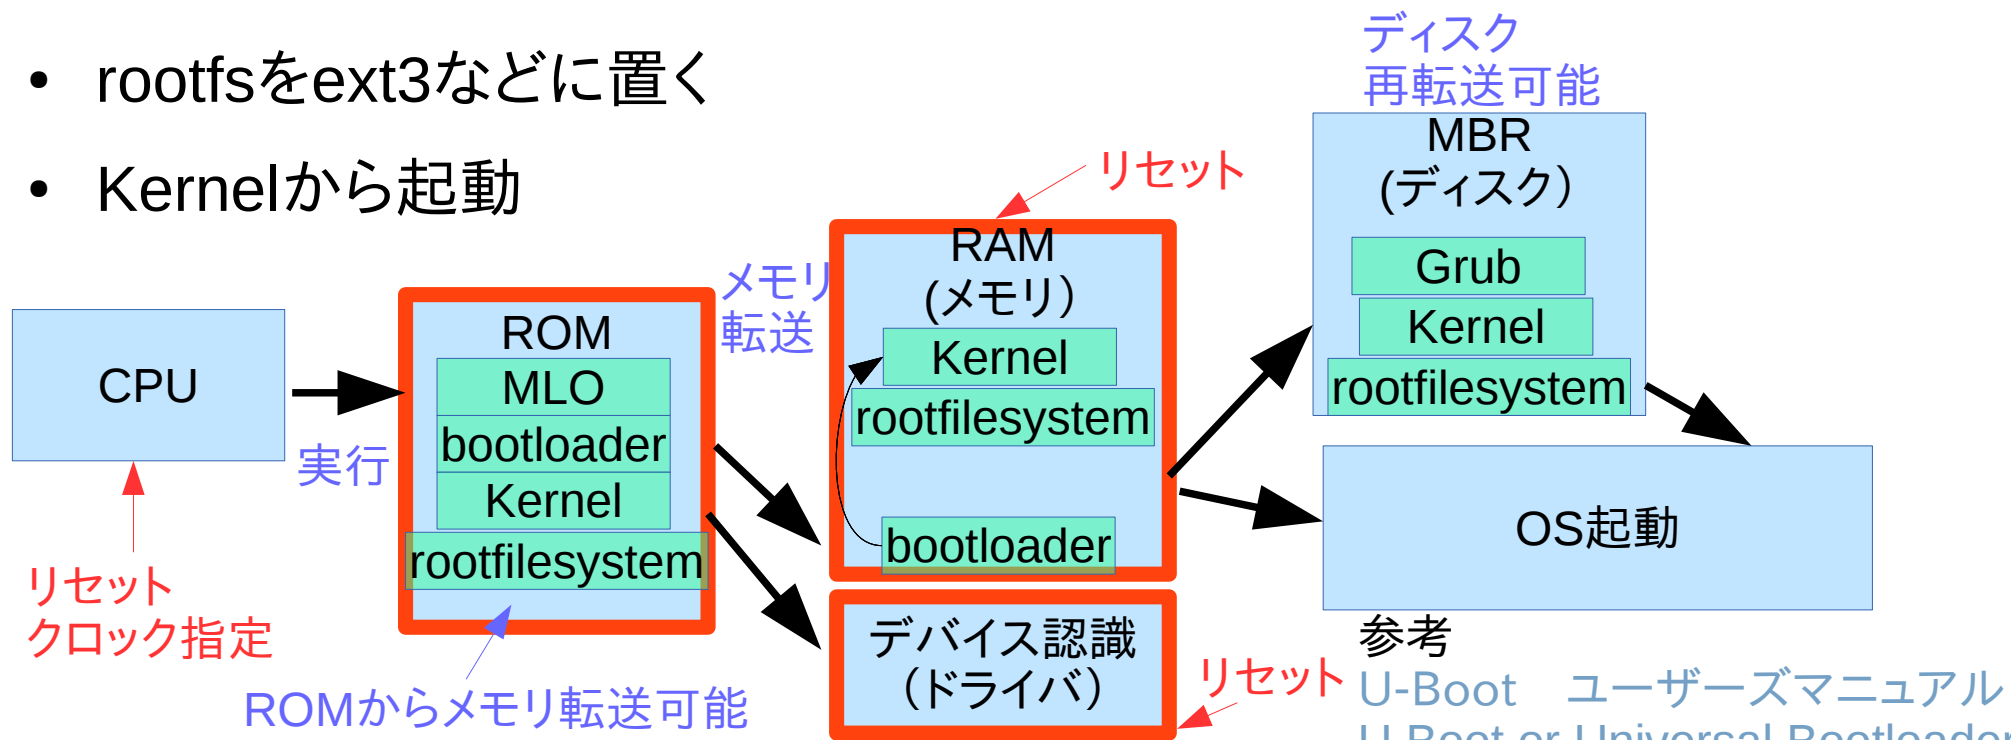 • rootfsをext3などに置く
• Kernelから起動
ディスク
再転送可能
MBR
(ディスク）
Grub
Kernel
rootfilesystem
リセット
RAM
(メモリ）
Kernel
rootfilesystem
bootloader
メモリ
転送
ROM
MLO
bootloader
Kernel
rootfilesystem
CPU
実行
リセット
クロック指定
ROMからメモリ転送可能
デバイス認識
（ドライバ）
リセット
OS起動
参考
U-Boot　ユーザーズマニュアル
U-Boot or Universal Bootloader